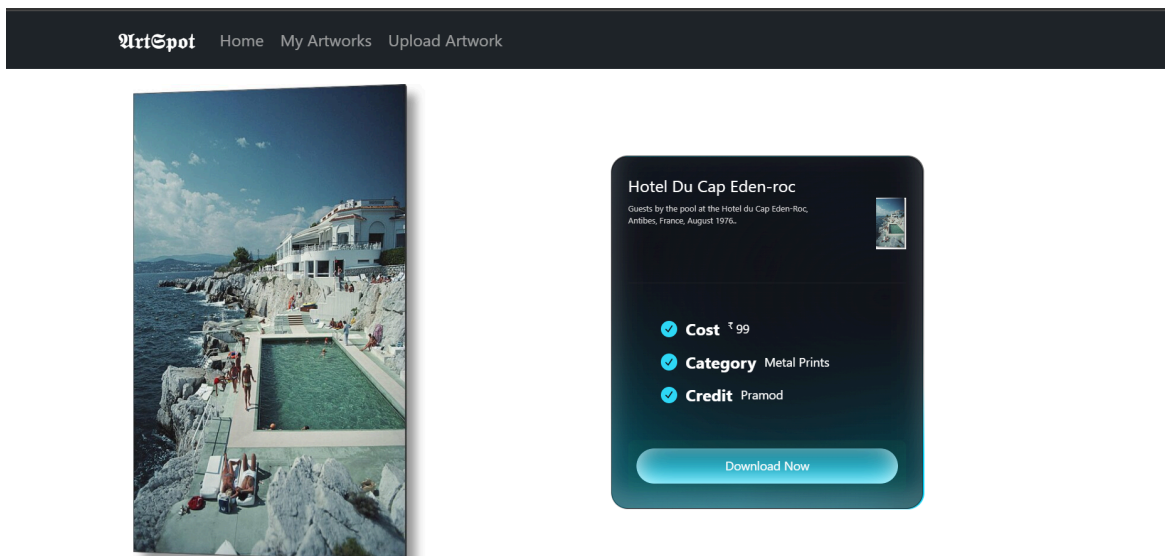 ArtSpot Home My Artworks Upload Artwork
Hotel Du Cap Eden-roc
Guests by the pool at the Hotel du Cap Eden-Roc,
Antibes, France, August 1976..
Cost ₹ 99
Category Metal Prints
Credit Pramod
Download Now